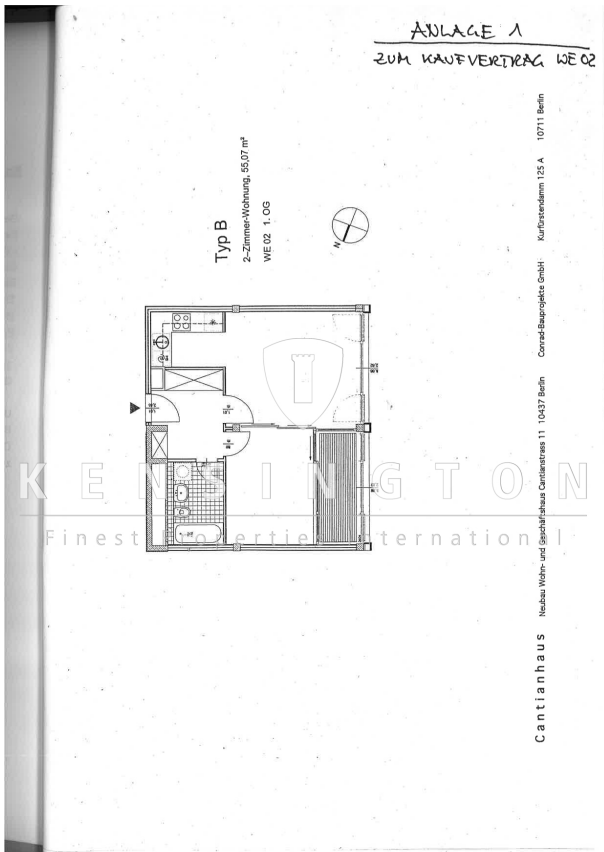 ANLAGE 1
ZUM KAUFVERTRAG WE 02
Typ B
2-Zimmer-Wohnung, 55,07 m²
WE 02 1. OG
N
KENSINGTON
Finest Properties International
Cantianhaus Neubau Wohn- und Geschäftshaus Cantianstrass 11 10437 Berlin Conrad-Bauprojekte GmbH Kurfürstendamm 125 A 10711 Berlin